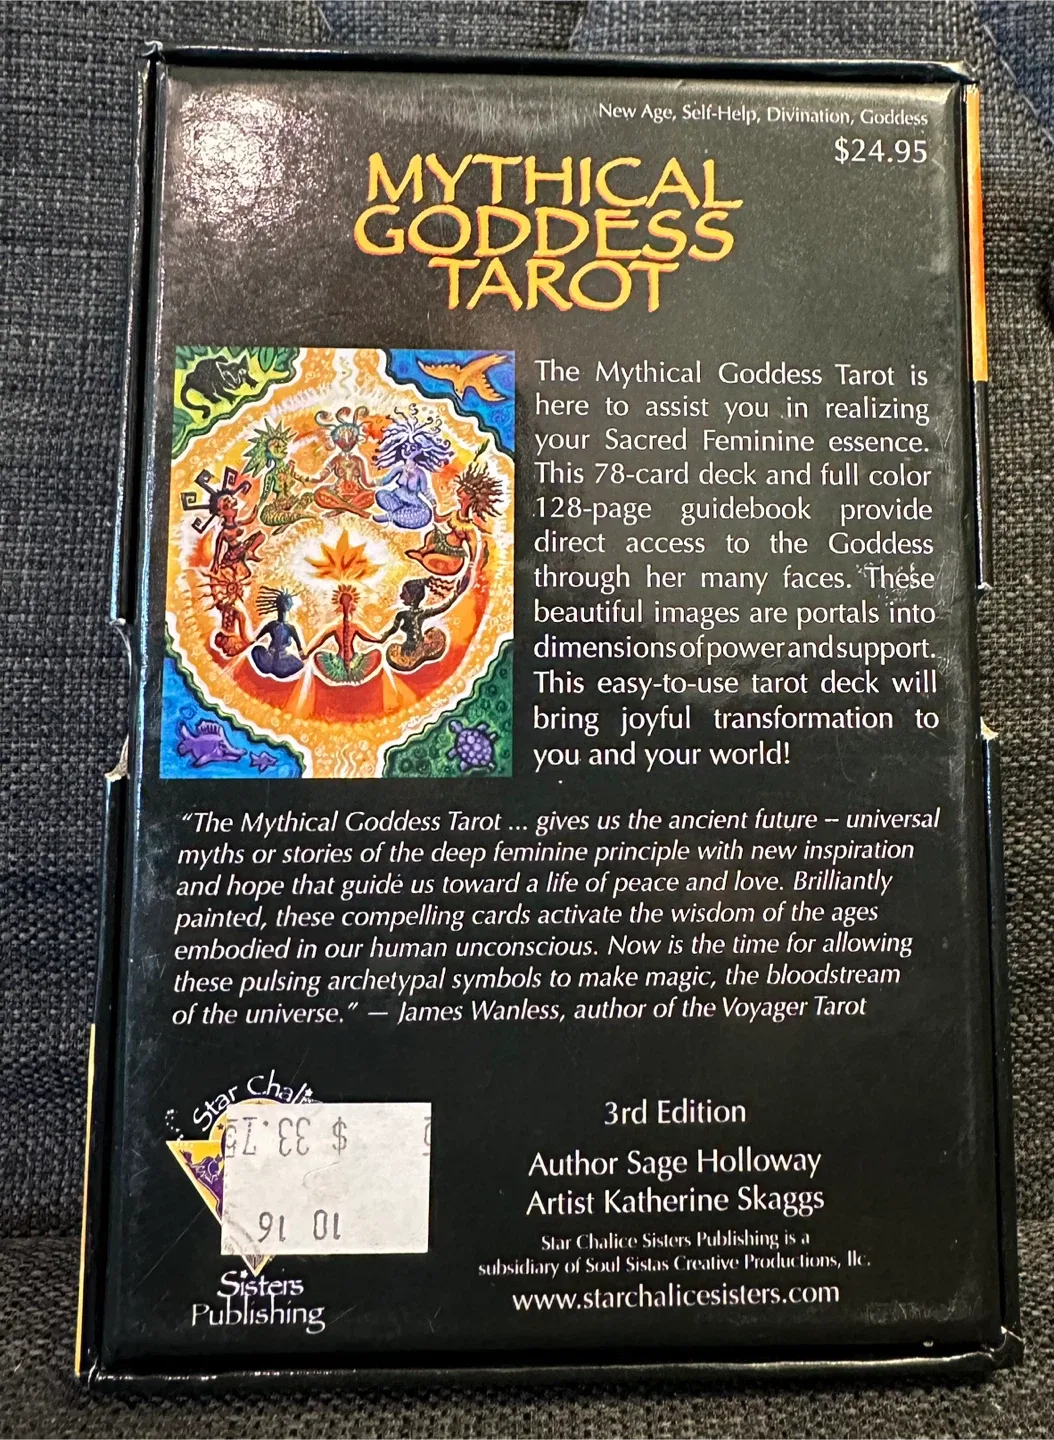 New Age, Self-Help, Divination, Goddess
$24.95
MYTHICAL
GODDESS
TAROT
The Mythical Goddess Tarot is
here to assist you in realizing
your Sacred Feminine essence.
This 78-card deck and full color
128-page guidebook provide
direct access to the Goddess
through her many faces. These
beautiful images are portals into
dimensions of power and support.
This easy-to-use tarot deck will
bring joyful transformation to
you and your world!
"The Mythical Goddess Tarot ... gives us the ancient future – universal
myths or stories of the deep feminine principle with new inspiration
and hope that guide us toward a life of peace and love. Brilliantly
painted, these compelling cards activate the wisdom of the ages
embodied in our human unconscious. Now is the time for allowing
these pulsing archetypal symbols to make magic, the bloodstream
of the universe." — James Wanless, author of the Voyager Tarot
Star Chali
$ 33.75
10 16
Sisters
Publishing
3rd Edition
Author Sage Holloway
Artist Katherine Skaggs
Star Chalice Sisters Publishing is a
subsidiary of Soul Sistas Creative Productions, llc.
www.starchalicesisters.com